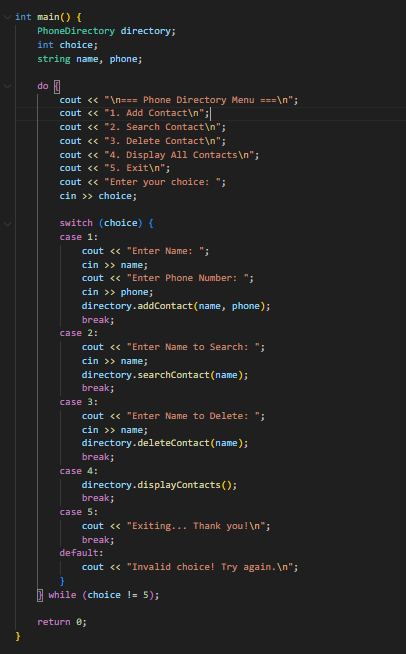 int main() {
    PhoneDirectory directory;
    int choice;
    string name, phone;

    do {
        cout << "\n=== Phone Directory Menu ===\n";
        cout << "1. Add Contact\n";
        cout << "2. Search Contact\n";
        cout << "3. Delete Contact\n";
        cout << "4. Display All Contacts\n";
        cout << "5. Exit\n";
        cout << "Enter your choice: ";
        cin >> choice;

        switch (choice) {
        case 1:
            cout << "Enter Name: ";
            cin >> name;
            cout << "Enter Phone Number: ";
            cin >> phone;
            directory.addContact(name, phone);
            break;
        case 2:
            cout << "Enter Name to Search: ";
            cin >> name;
            directory.searchContact(name);
            break;
        case 3:
            cout << "Enter Name to Delete: ";
            cin >> name;
            directory.deleteContact(name);
            break;
        case 4:
            directory.displayContacts();
            break;
        case 5:
            cout << "Exiting... Thank you!\n";
            break;
        default:
            cout << "Invalid choice! Try again.\n";
        }
    } while (choice != 5);

    return 0;
}